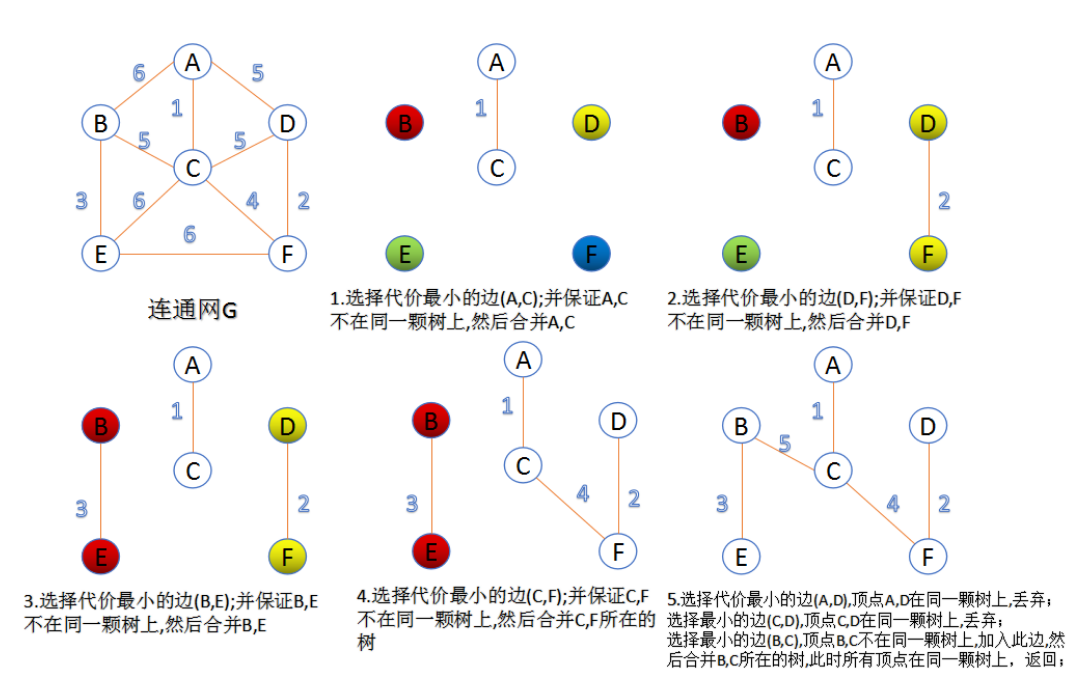 A
6
5
1
B
D
5
5
C
3
6
4
2
6
E
F
连通网G
A
1
B
D
C
E
F
1.选择代价最小的边(A,C);并保证A,C
不在同一颗树上,然后合并A,C
A
1
B
D
C
2
E
F
2.选择代价最小的边(D,F);并保证D,F
不在同一颗树上,然后合并D,F
A
1
B
D
C
3
2
E
F
3.选择代价最小的边(B,E);并保证B,E
不在同一颗树上,然后合并B,E
A
1
B
D
C
4
3
2
E
F
4.选择代价最小的边(C,F);并保证C,F
不在同一颗树上,然后合并C,F所在的
树
A
1
B
D
5
C
3
4
2
E
F
5.选择代价最小的边(A,D),顶点A,D在同一颗树上,丢弃;
选择最小的边(C,D),顶点C,D在同一颗树上,丢弃;
选择最小的边(B,C),顶点B,C不在同一颗树上,加入此边,然
后合并B,C所在的树,此时所有顶点在同一颗树上，返回;